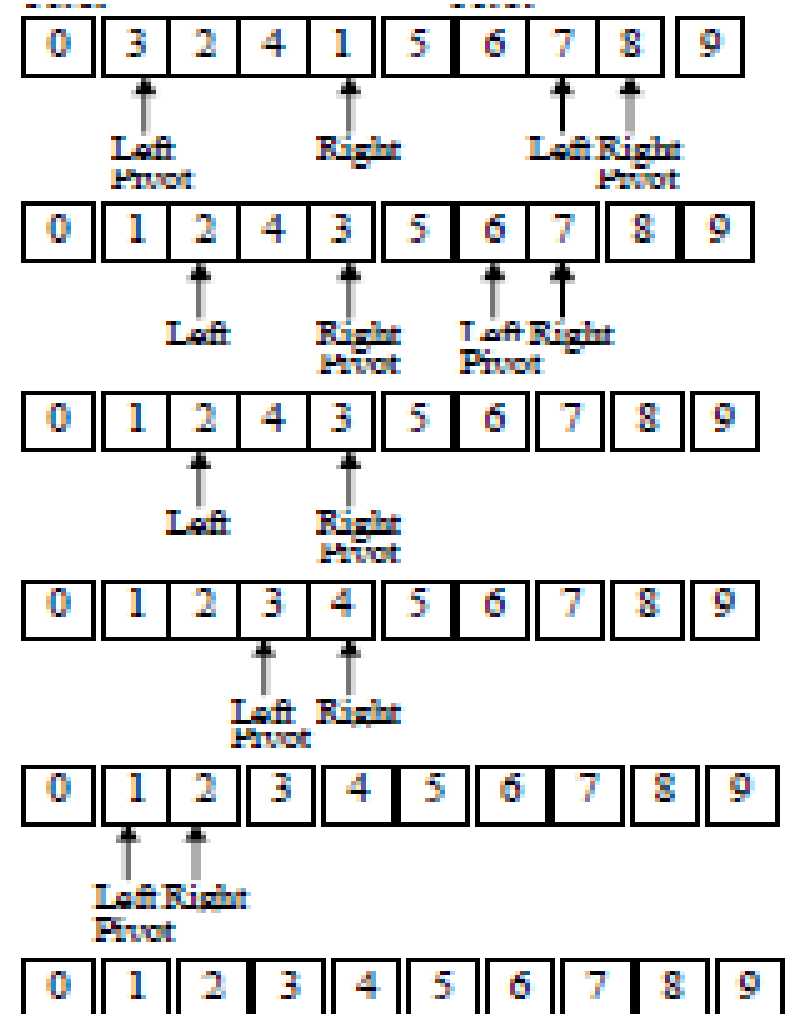 0 3 2 4 1 5 6 7 8 9
Left Right Left Right
Pivot Pivot
0 1 2 4 3 5 6 7 8 9
Left Right Left Right
Pivot Pivot
0 1 2 4 3 5 6 7 8 9
Left Right
Pivot
0 1 2 3 4 5 6 7 8 9
Left Right
Pivot
0 1 2 3 4 5 6 7 8 9
Left Right
Pivot
0 1 2 3 4 5 6 7 8 9